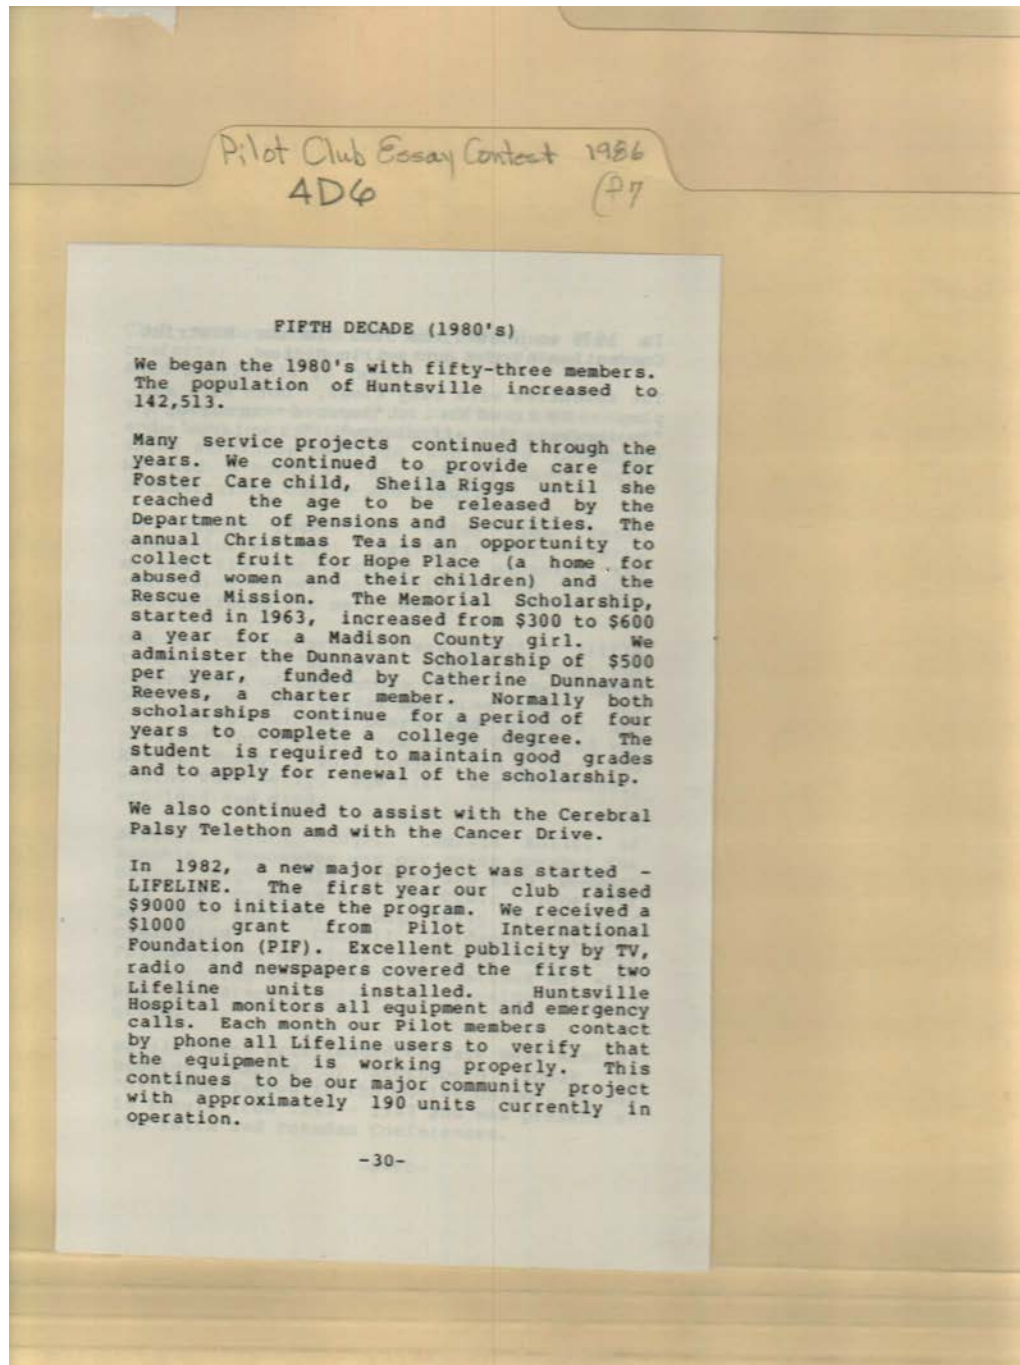 Pilot Club Essay Contest 1986
4D6 (P7
FIFTH DECADE (1980's)
We began the 1980's with fifty-three members.
The population of Huntsville increased to
142,513.
Many service projects continued through the
years. We continued to provide care for
Foster Care child, Sheila Riggs until she
reached the age to be released by the
Department of Pensions and Securities. The
annual Christmas Tea is an opportunity to
collect fruit for Hope Place (a home for
abused women and their children) and the
Rescue Mission. The Memorial Scholarship,
started in 1963, increased from $300 to $600
a year for a Madison County girl. We
administer the Dunnavant Scholarship of $500
per year, funded by Catherine Dunnavant
Reeves, a charter member. Normally both
scholarships continue for a period of four
years to complete a college degree. The
student is required to maintain good grades
and to apply for renewal of the scholarship.
We also continued to assist with the Cerebral
Palsy Telethon amd with the Cancer Drive.
In 1982, a new major project was started -
LIFELINE. The first year our club raised
$9000 to initiate the program. We received a
$1000 grant from Pilot International
Foundation (PIF). Excellent publicity by TV,
radio and newspapers covered the first two
Lifeline units installed. Huntsville
Hospital monitors all equipment and emergency
calls. Each month our Pilot members contact
by phone all Lifeline users to verify that
the equipment is working properly. This
continues to be our major community project
with approximately 190 units currently in
operation.
-30-